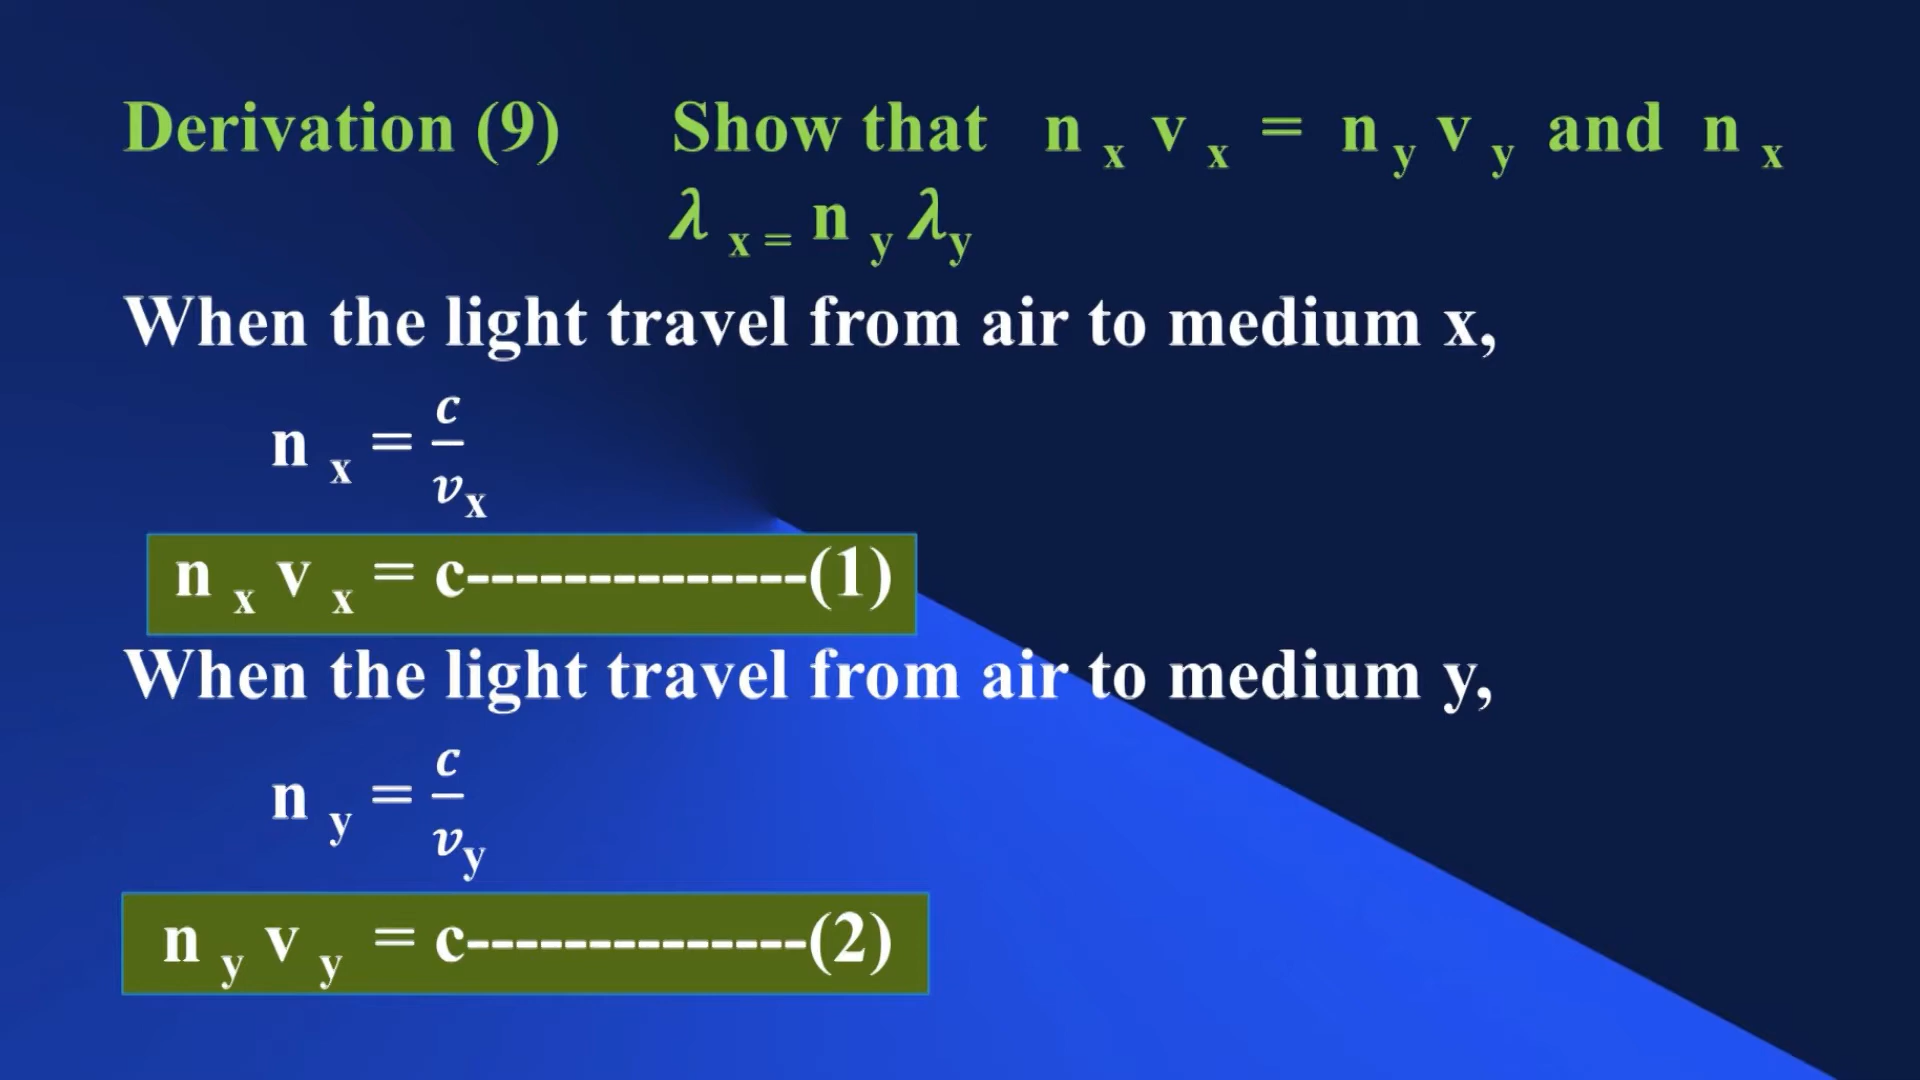 Derivation (9) Show that n x v x = n y v y and n x
λ x = n y λy
When the light travel from air to medium x,
n x = c/vx
n x v x = c--------------(1)
When the light travel from air to medium y,
n y = c/vy
n y v y = c--------------(2)